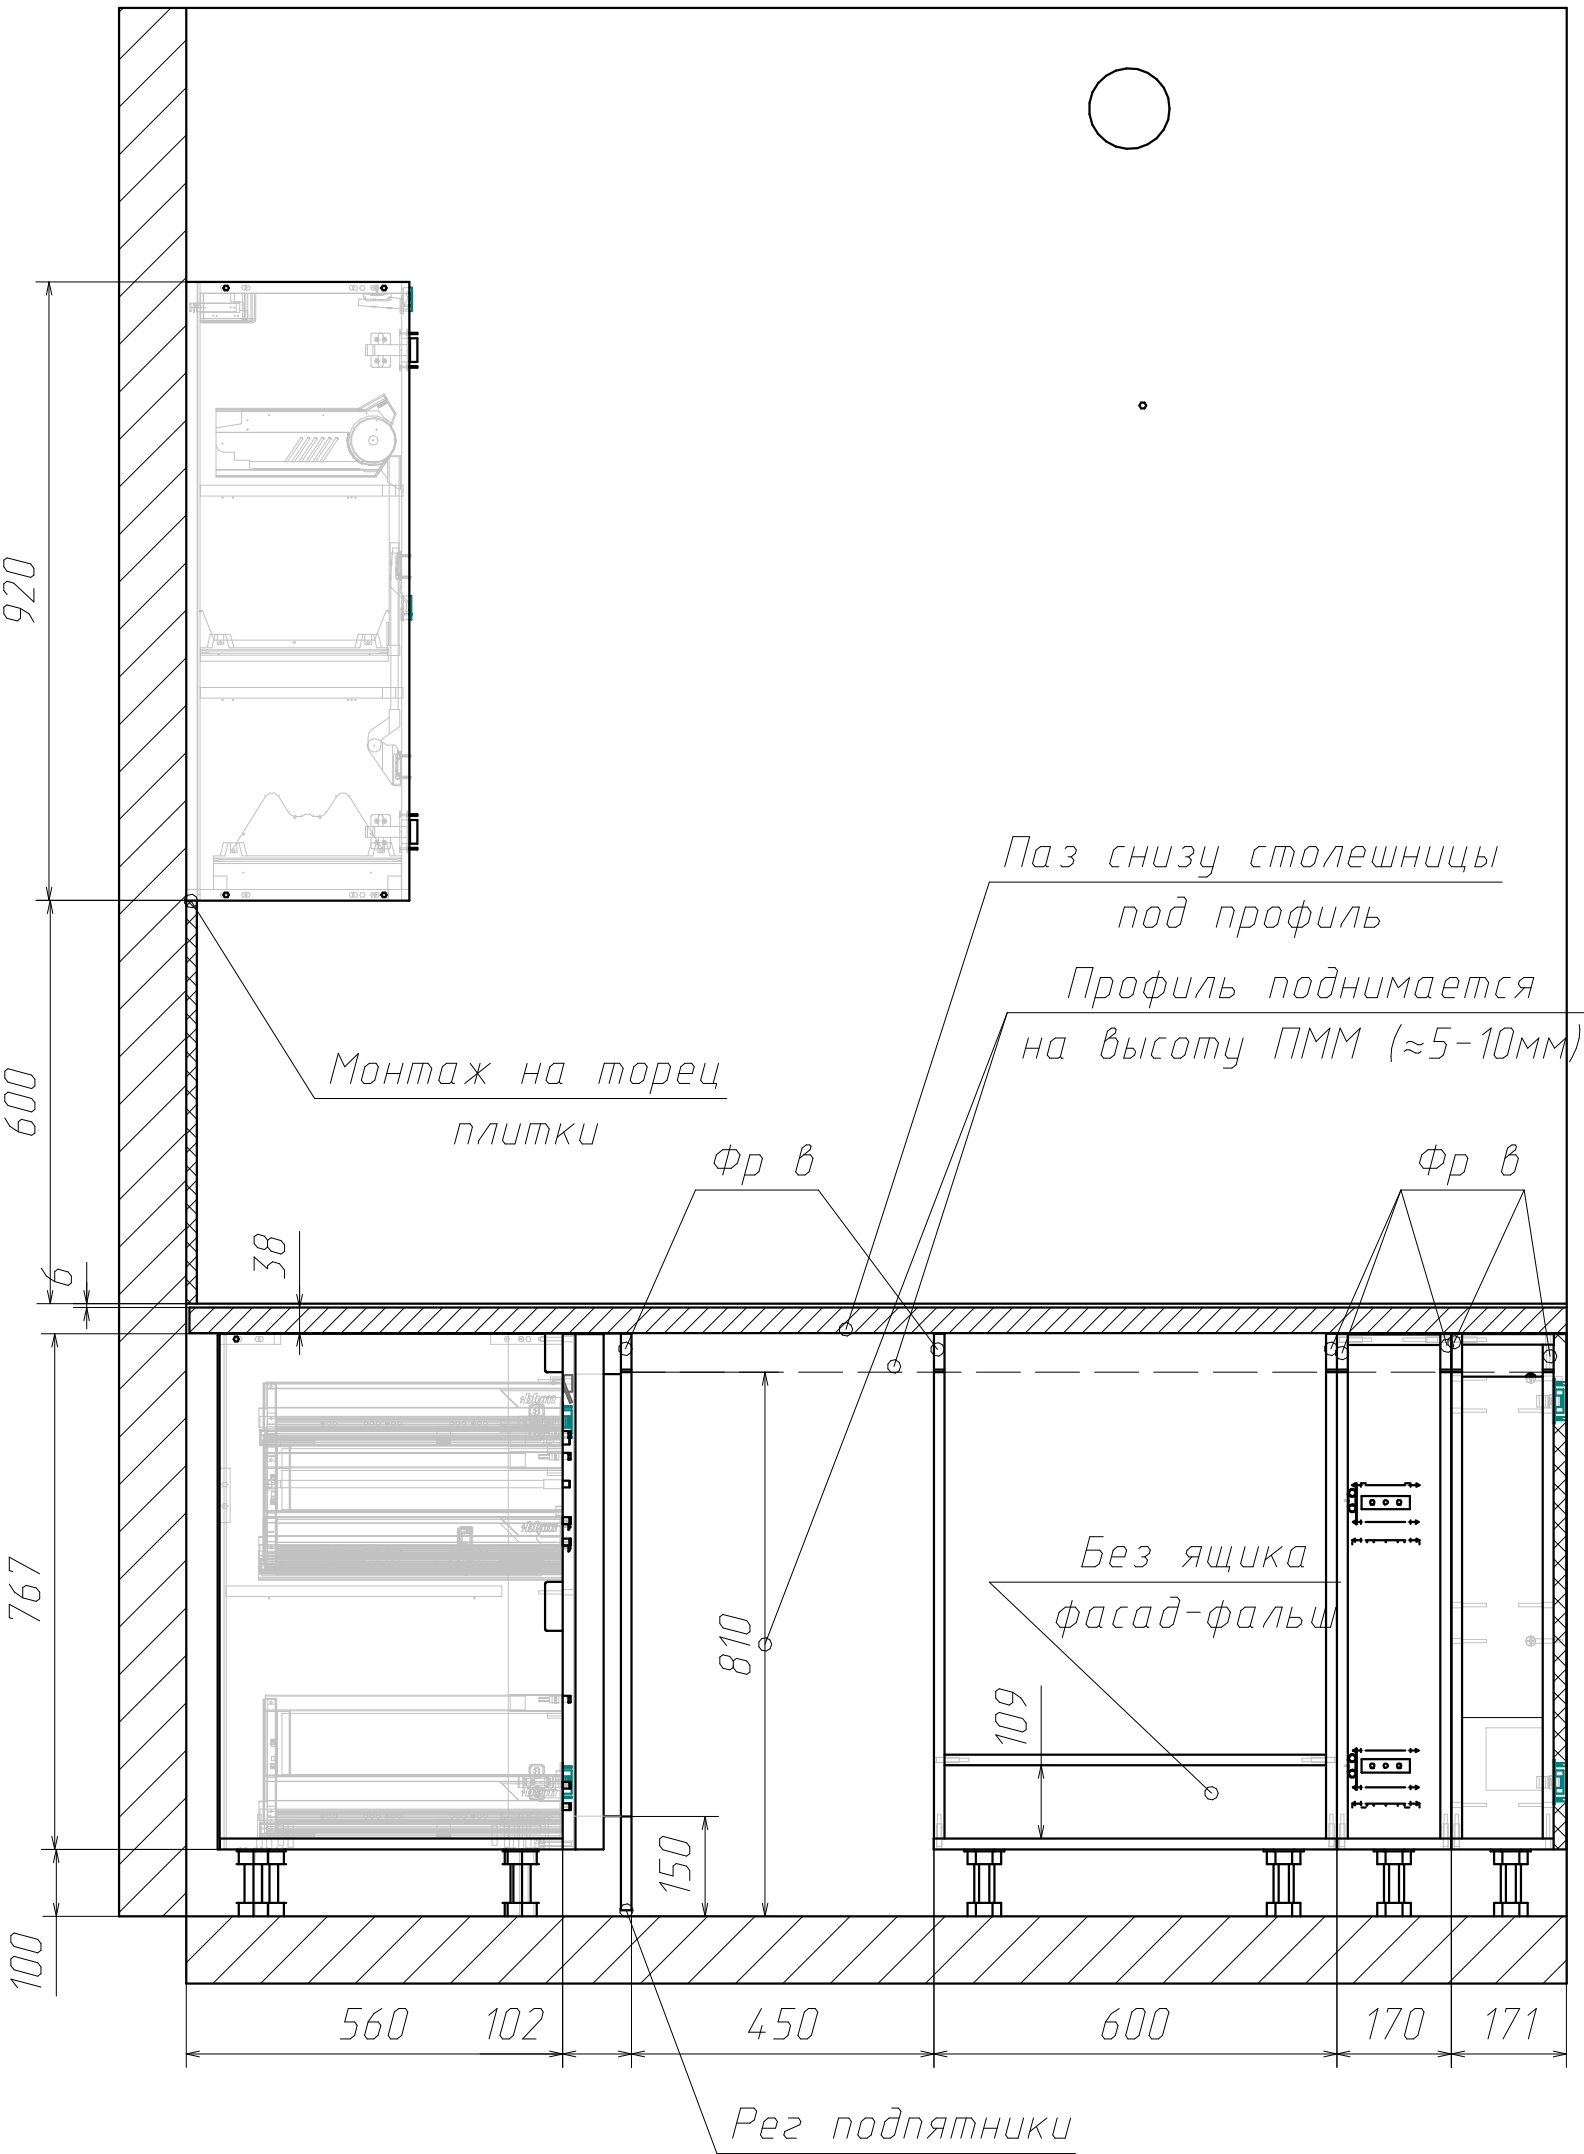 920
Паз снизу столешницы
под профиль
Профиль поднимается
на высоту ПММ (≈5-10мм)
Монтаж на торец
плитки
600
Фр в
Фр в
38
6
767
Без ящика
фасад-фальш
810
109
150
100
560
102
450
600
170
171
Рег подпятники